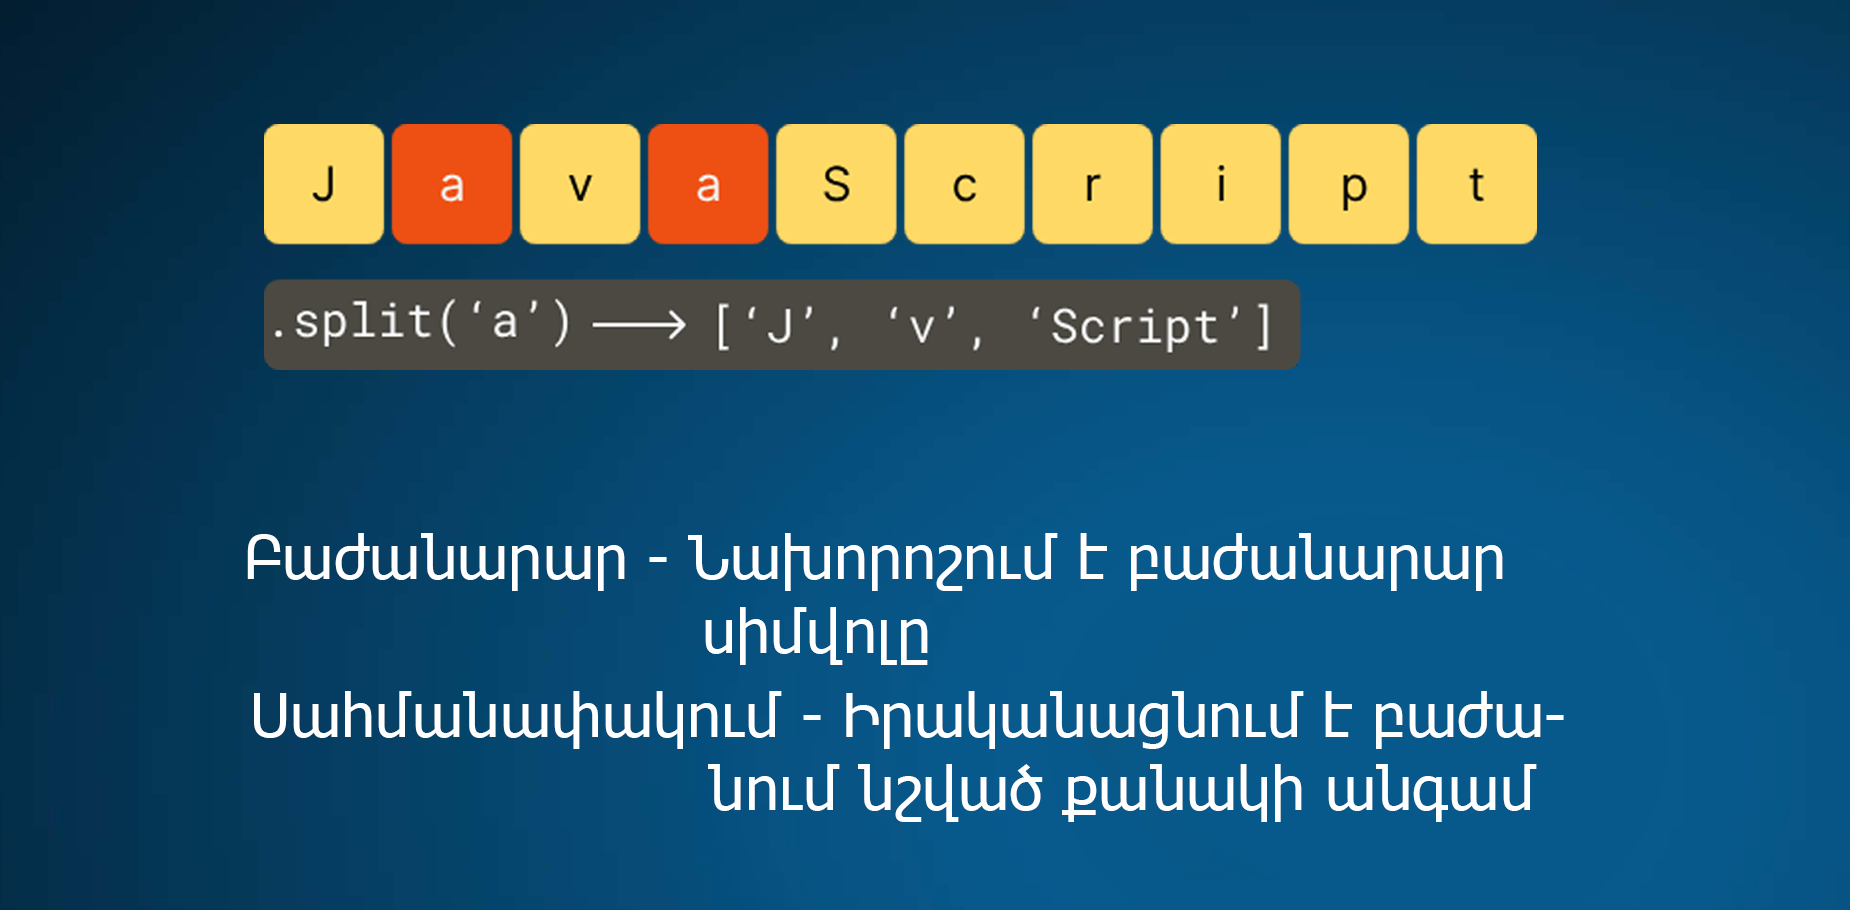 J a v a S c r i p t
.split(‘a’) ⟶ [‘J’, ‘v’, ‘Script’]
Բաժանարար - Նախորոշում է բաժանարար
սիմվոլը
Սահմանափակում - Իրականացնում է բաժա-
նում նշված քանակի անգամ